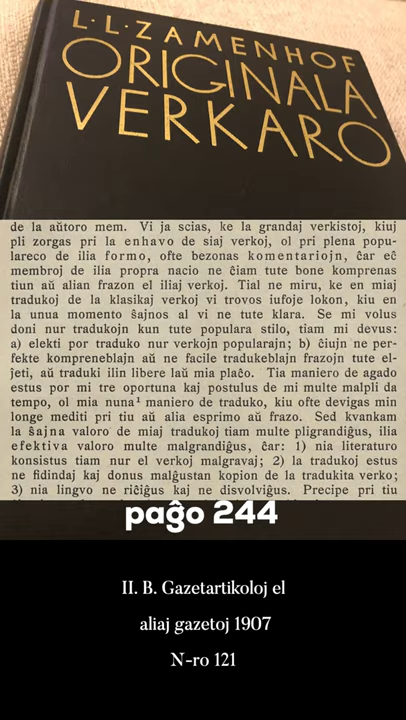 L·L·ZAMENHOF
ORIGINALA
VERKARO
de la aŭtoro mem. Vi ja scias, ke la grandaj verkistoj, kiuj
pli zorgas pri la enhavo de siaj verkoj, ol pri plena popu-
lareco de ilia formo, ofte bezonas komentariojn, ĉar eĉ
membroj de ilia propra nacio ne ĉiam tute bone komprenas
tiun aŭ alian frazon el iliaj verkoj. Tial ne miru, ke en miaj
tradukoj de la klasikaj verkoj vi trovos iufoje lokon, kiu en
la unua momento ŝajnos al vi ne tute klara. Se mi volus
doni nur tradukojn kun tute populara stilo, tiam mi devus:
a) elekti por traduko nur verkojn popularajn; b) ĉiujn ne per-
fekte kompreneblajn aŭ ne facile tradukeblajn frazojn tute el-
ĵeti, aŭ traduki ilin libere laŭ mia plaĉo. Tia maniero de agado
estus por mi tre oportuna kaj postulus de mi multe malpli da
tempo, ol mia nuna¹ maniero de traduko, kiu ofte devigas min
longe mediti pri tiu aŭ alia esprimo aŭ frazo. Sed kvankam
la ŝajna valoro de miaj tradukoj tiam multe pligrandiĝus, ilia
efektiva valoro multe malgrandiĝus, ĉar: 1) nia literaturo
konsistus tiam nur el verkoj malgravaj; 2) la tradukoj estus
ne fidindaj kaj donus malĝustan kopion de la tradukita verko;
3) nia lingvo ne riĉiĝus kaj ne disvolviĝus. Precipe pri tiu
paĝo 244
II. B. Gazetartikoloj el
aliaj gazetoj 1907
N-ro 121